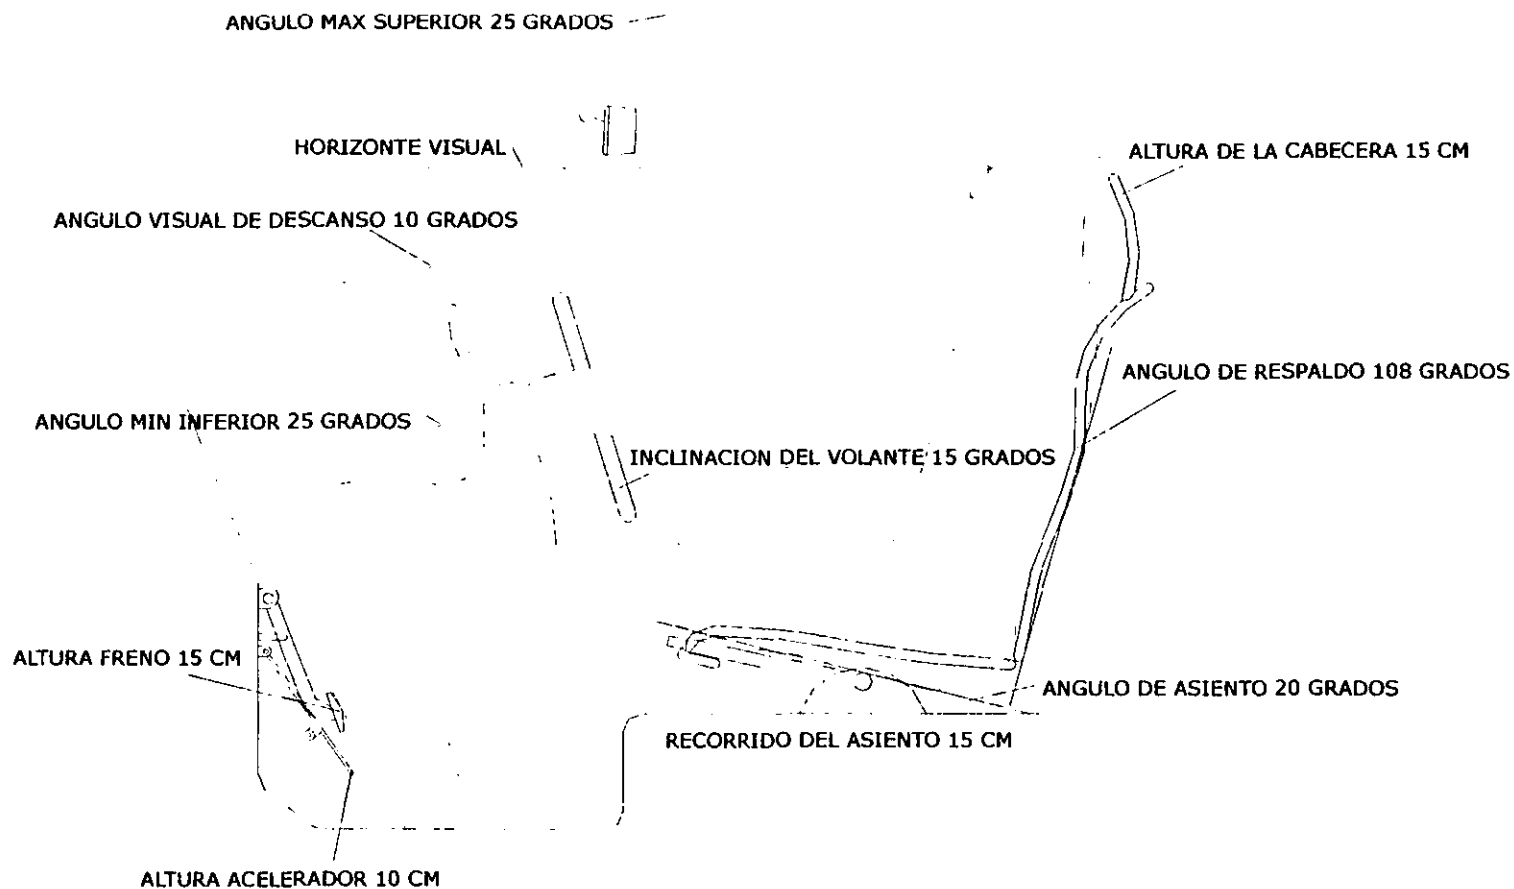 ANGULO MAX SUPERIOR 25 GRADOS
HORIZONTE VISUAL
ALTURA DE LA CABECERA 15 CM
ANGULO VISUAL DE DESCANSO 10 GRADOS
ANGULO DE RESPALDO 108 GRADOS
ANGULO MIN INFERIOR 25 GRADOS
INCLINACION DEL VOLANTE 15 GRADOS
ALTURA FRENO 15 CM
ANGULO DE ASIENTO 20 GRADOS
RECORRIDO DEL ASIENTO 15 CM
ALTURA ACELERADOR 10 CM